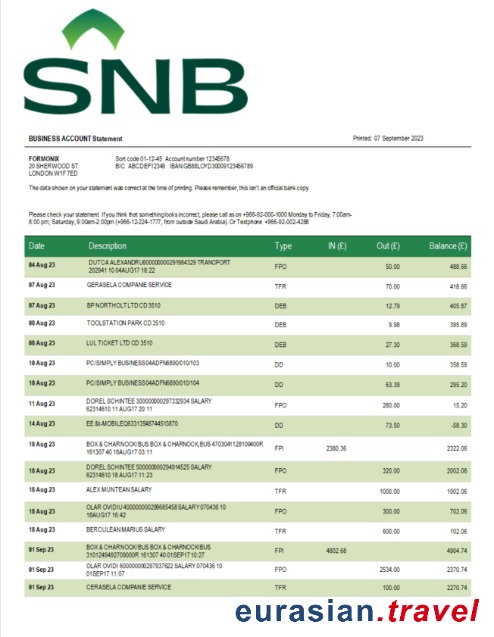 SNB
BUSINESS ACCOUNT Statement
Printed: 07 September 2023
FORMONIX
20 SHERWOOD ST.
LONDON W1F7ED
Sort code 01-12-45 Account number 12345678
BIC: ABCDEF12349 IBAN:GB88LOYD30009123456789
The data shown on your statement was correct at the time of printing. Please remember, this isn't an official bank copy.
Please check your statement. If you think that something looks incorrect, please call us on +966-92-000-1000 Monday to Friday, 7:00am-
8:00 pm; Saturday, 9:00am-2:00pm (+966-12-224-1777, from outside Saudi Arabia). Or Textphone +966-92-002-4288
Date Description Type IN (£) Out (£) Balance (£)
04 Aug 23 DUTCA ALEXANDRU600000000291984329 TRANCPORT
202941 10 04AUG17 18:22 FPO 50.00 488.66
07 Aug 23 GERASELA COMPANIE SERVICE TFR 70.00 418.66
07 Aug 23 BP NORTHOLT LTD CD 3510 DEB 12.79 405.87
08 Aug 23 TOOLSTATION PARK CD 3510 DEB 9.98 395.89
08 Aug 23 LUL TICKET LTD CD 3510 DEB 27.30 368.59
10 Aug 23 PC/SIMPLY BUSINESS04ADFN6890/010/103 DD 10.00 358.59
10 Aug 23 PC/SIMPLY BUSINESS04ADFN6890/010/104 DD 63.39 295.20
11 Aug 23 DOREL SCHINTEE 300000000297332934 SALARY
62314610 11 AUG17 20:11 FPO 280.00 15.20
14 Aug 23 EE &t-MOBILEQ63313548744513870 DD 73.50 -58.30
18 Aug 23 BOX & CHARNOCK/BUS BOX & CHARNOCK,BUS 4703041128109400R
161307 40 18AUG17 03:11 FPI 2380.36 2322.06
18 Aug 23 DOREL SCHINTEE 500000000294914525 SALARY
62314610 18 AUG17 11:23 FPO 320.00 2002.06
18 Aug 23 ALEX MUNTEAN SALARY TFR 1000.00 1002.06
18 Aug 23 OLAR OVIDIU 400000000299685458 SALARY 070436 10
18AUG17 16:42 FPO 300.00 702.06
18 Aug 23 BERCULEAN MARIUS SALARY TFR 600.00 102.06
01 Sep 23 BOX & CHARNOCK/BUS BOX & CHARNOCK/BUS
3101249492709000R 161307 40 01SEP17 10:27 FPI 4802.68 4904.74
01 Sep 23 OLAR OVIDI 600000000297937622 SALARY 070436 10
01SEP17 11:07 FPO 2534.00 2370.74
01 Sep 23 CERASELA COMPANIE SERVICE TFR 100.00 2270.74
eurasian.travel